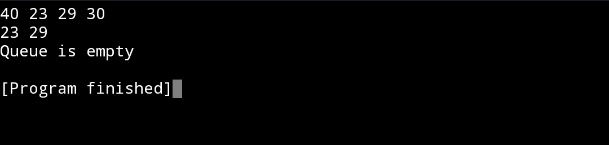 40 23 29 30
23 29
Queue is empty
[Program finished]